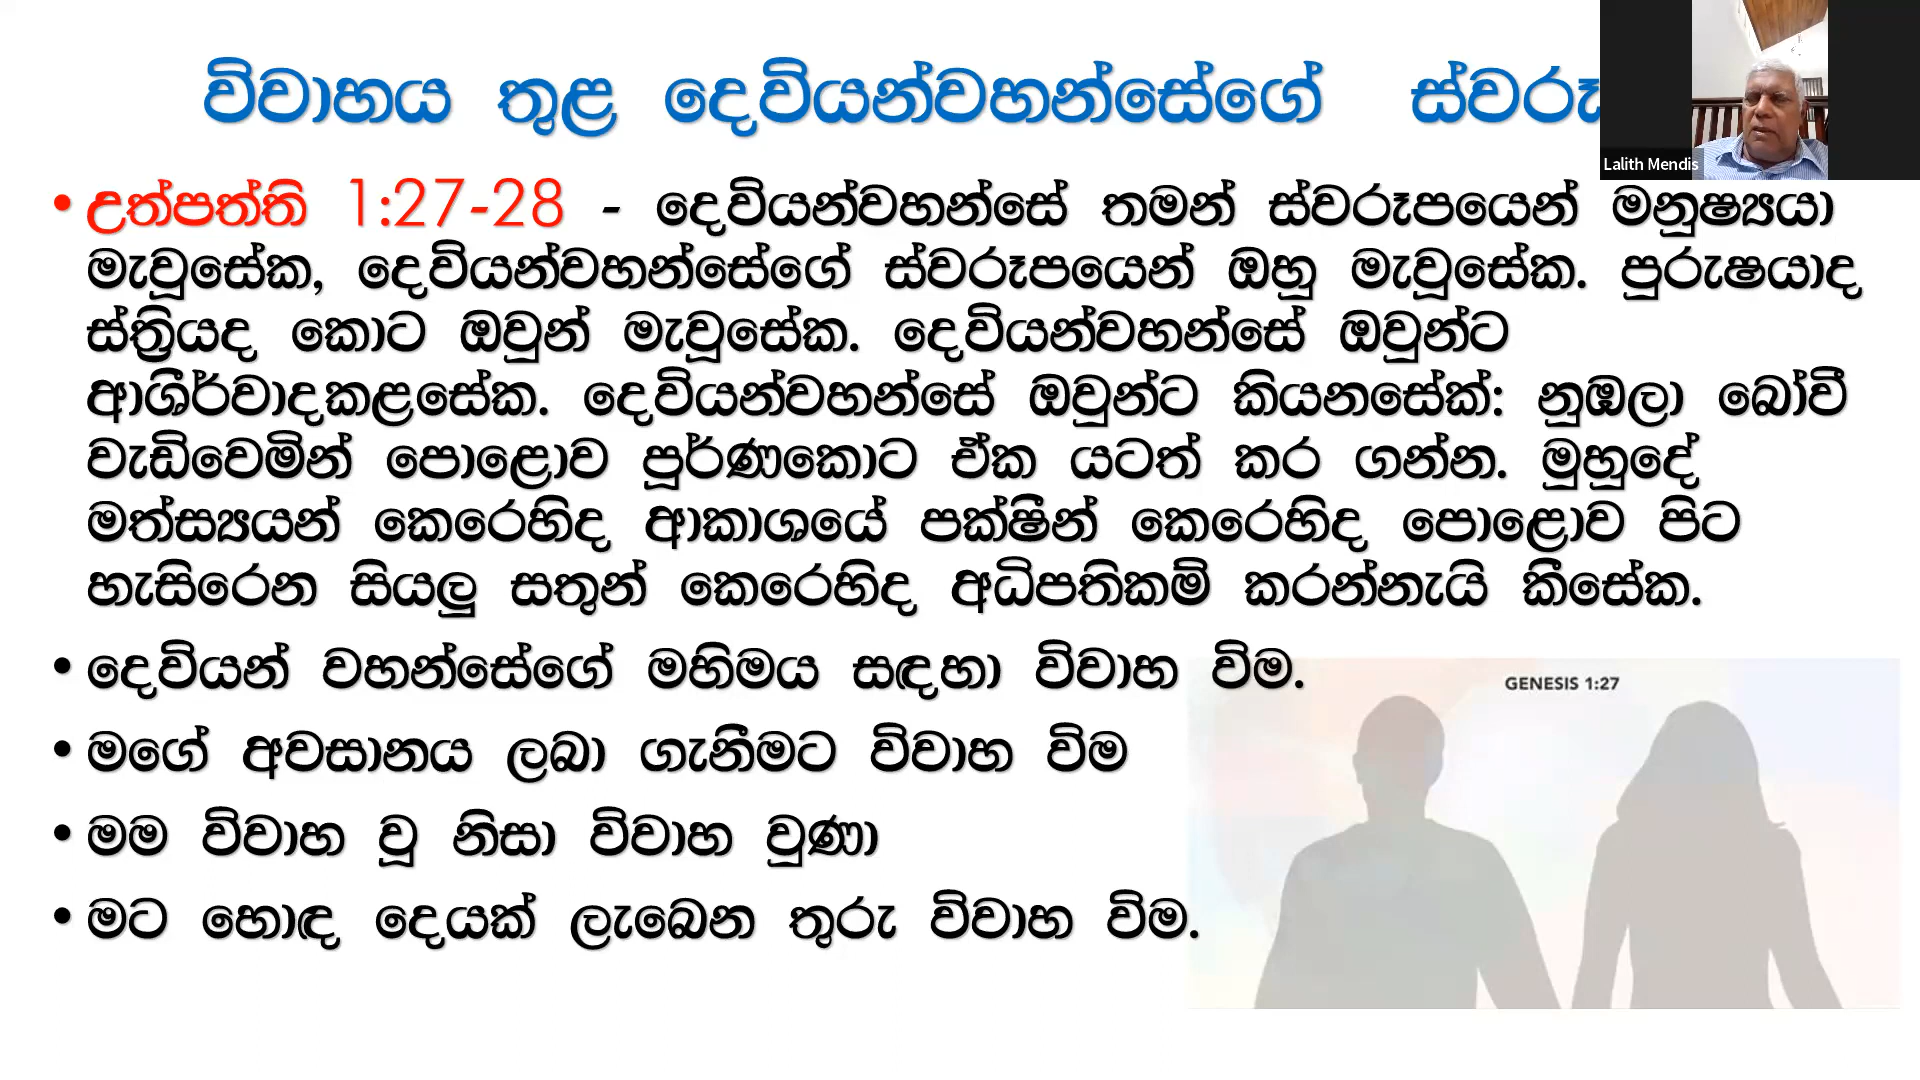 විවාහය තුළ දෙවියන්වහන්සේගේ
Lalith Mendis
• උත්පත්ති 1:27-28 - දෙවියන්වහන්සේ තමන් ස්වරූපයෙන් මනුෂ්‍යයා
මැවූසේක, දෙවියන්වහන්සේගේ ස්වරූපයෙන් ඔහු මැවූසේක. පුරුෂයාද
ස්ත්‍රියද කොට ඔවුන් මැවූසේක. දෙවියන්වහන්සේ ඔවුන්ට
ආශීර්වාදකළසේක. දෙවියන්වහන්සේ ඔවුන්ට කියනසේක්: නුඹලා බෝවී
වැඩිවෙමින් පොළොව පූර්ණකොට ඒක යටත් කර ගන්න. මුහුදේ
මත්ස්‍යයන් කෙරෙහිද ආකාශයේ පක්ෂීන් කෙරෙහිද පොළොව පිට
හැසිරෙන සියලු සතුන් කෙරෙහිද අධිපතිකම් කරන්නැයි කීසේක.
• දෙවියන් වහන්සේගේ මහිමය සඳහා විවාහ විම.
GENESIS 1:27
• මගේ අවසානය ලබා ගැනීමට විවාහ විම
• මම විවාහ වූ නිසා විවාහ වුණා
• මට හොඳ දෙයක් ලැබෙන තුරු විවාහ විම.